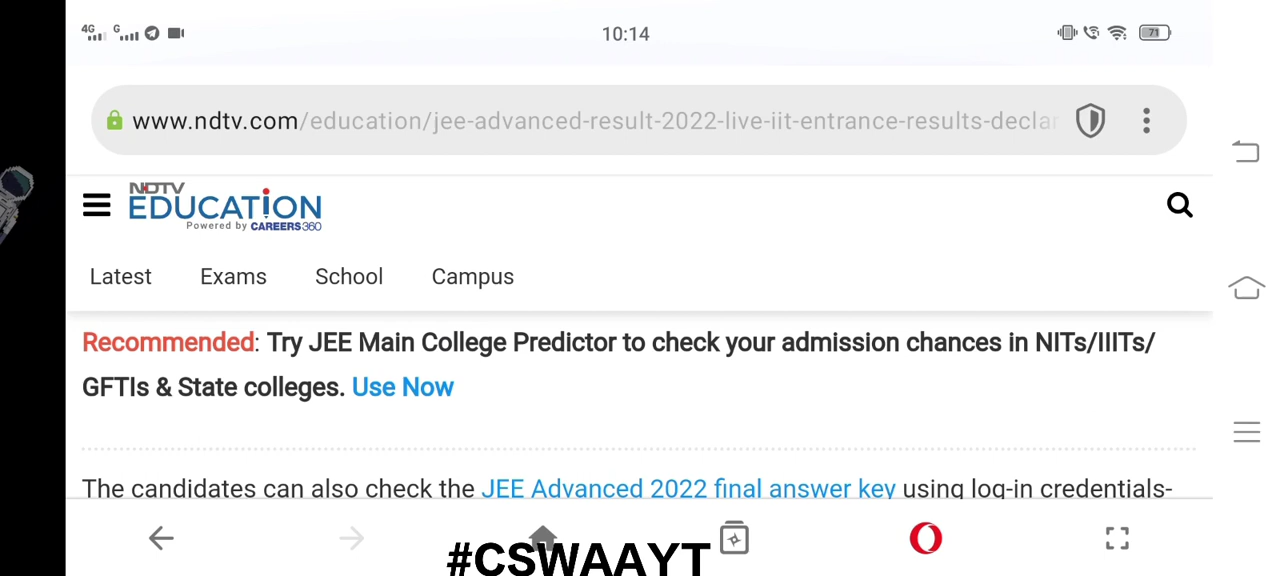 4G G 10:14 71
www.ndtv.com/education/jee-advanced-result-2022-live-iit-entrance-results-declar
NDTV
EDUCATION
Powered by CAREERS360
Latest Exams School Campus
Recommended: Try JEE Main College Predictor to check your admission chances in NITs/IIITs/
GFTIs & State colleges. Use Now
The candidates can also check the JEE Advanced 2022 final answer key using log-in credentials-
#CSWAAYT